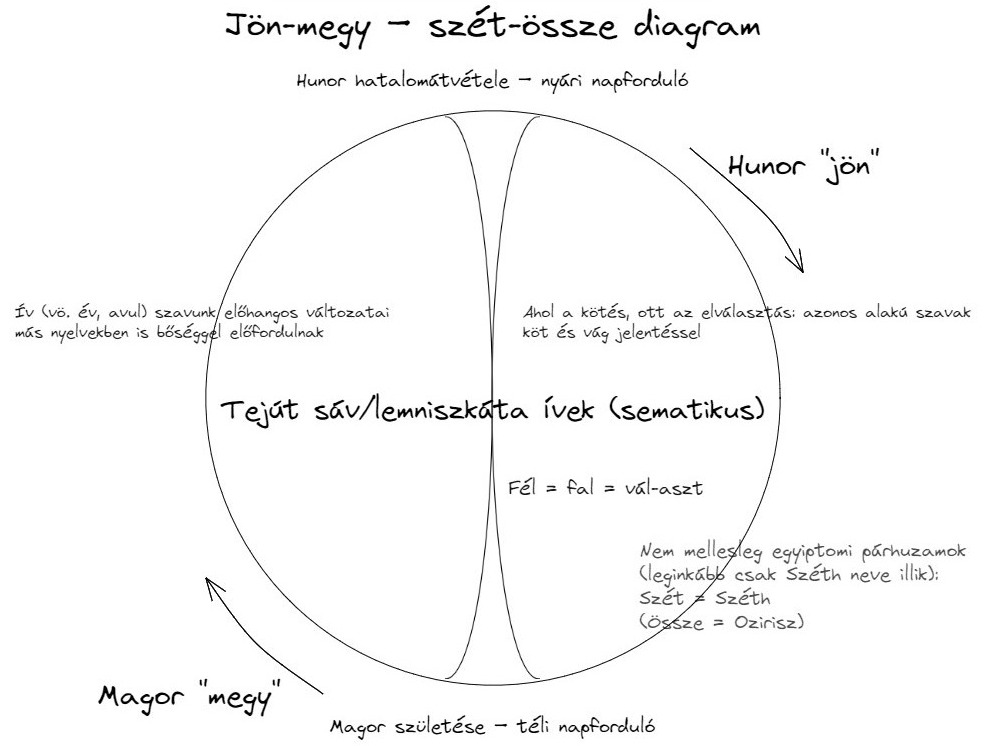 Jön-megy – szét-össze diagram
Hunor hatalomátvétele – nyári napforduló
Hunor "jön"
Ív (vö. év, avul) szavunk előhangos változatai
más nyelvekben is bőséggel előfordulnak
Ahol a kötés, ott az elválasztás: azonos alakú szavak
köt és vág jelentéssel
Tejút sáv/lemniszkáta ívek (sematikus)
Fél = fal = vál-aszt
Nem mellesleg egyiptomi párhuzamok
(leginkább csak Széth neve illik):
Szét = Széth
(össze = Ozirisz)
Magor "megy"
Magor születése – téli napforduló